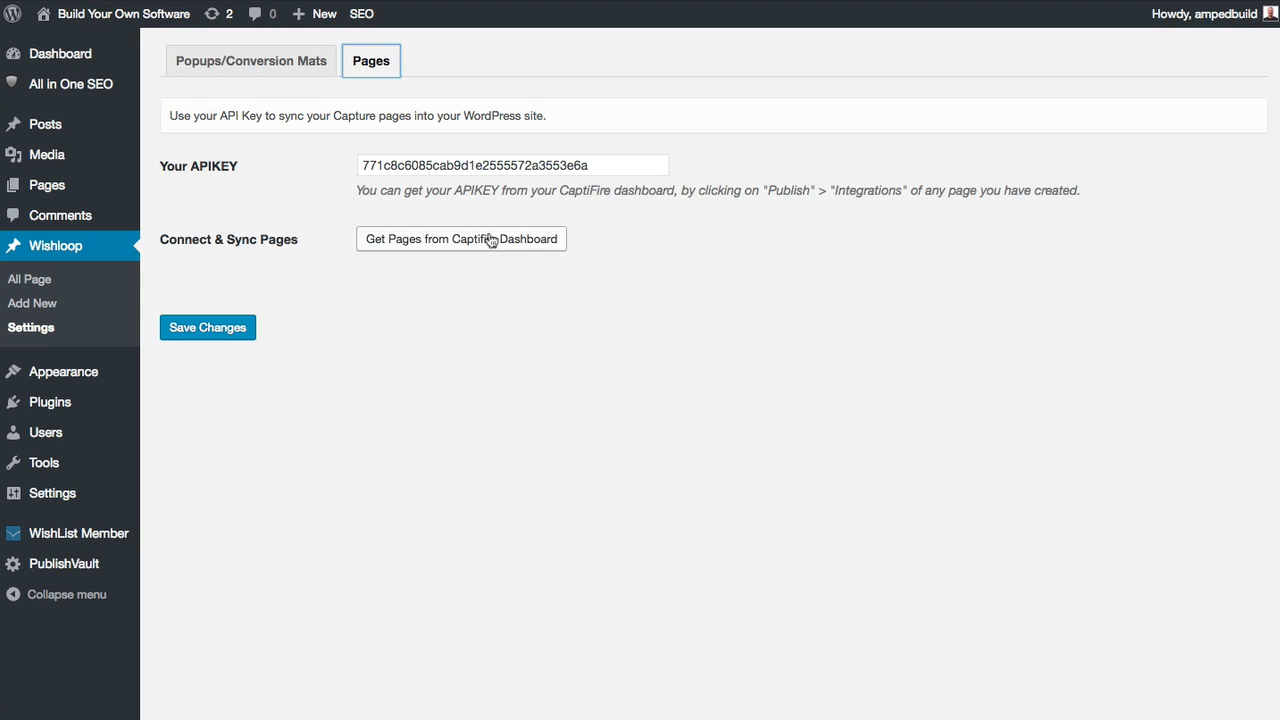 Build Your Own Software 2 0 New SEO Howdy, ampedbuild
Dashboard
All in One SEO
Posts
Media
Pages
Comments
Wishloop
All Page
Add New
Settings
Appearance
Plugins
Users
Tools
Settings
WishList Member
PublishVault
Collapse menu
Popups/Conversion Mats Pages
Use your API Key to sync your Capture pages into your WordPress site.
Your APIKEY 771c8c6085cab9d1e2555572a3553e6a
You can get your APIKEY from your CaptiFire dashboard, by clicking on "Publish" > "Integrations" of any page you have created.
Connect & Sync Pages Get Pages from Captifire Dashboard
Save Changes